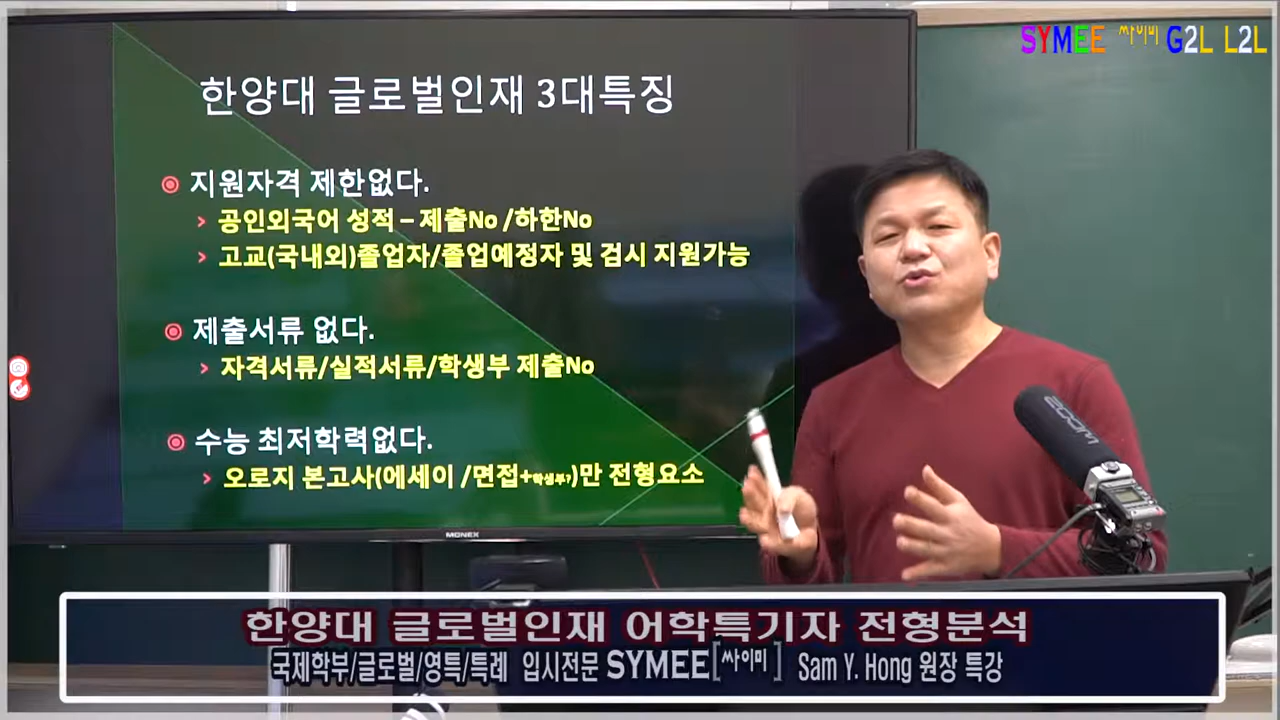 SYMEE 싸이미 G2L L2L
한양대 글로벌인재 3대특징
지원자격 제한없다.
공인외국어 성적 – 제출No /하한No
고교(국내외)졸업자/졸업예정자 및 검시 지원가능
제출서류 없다.
자격서류/실적서류/학생부 제출No
수능 최저학력없다.
오로지 본고사(에세이 /면접+학생부?)만 전형요소
MONEX
ZOOM
한양대 글로벌인재 어학특기자 전형분석
국제학부/글로벌/영특/특례 입시전문 SYMEE[싸이미] Sam Y. Hong 원장 특강